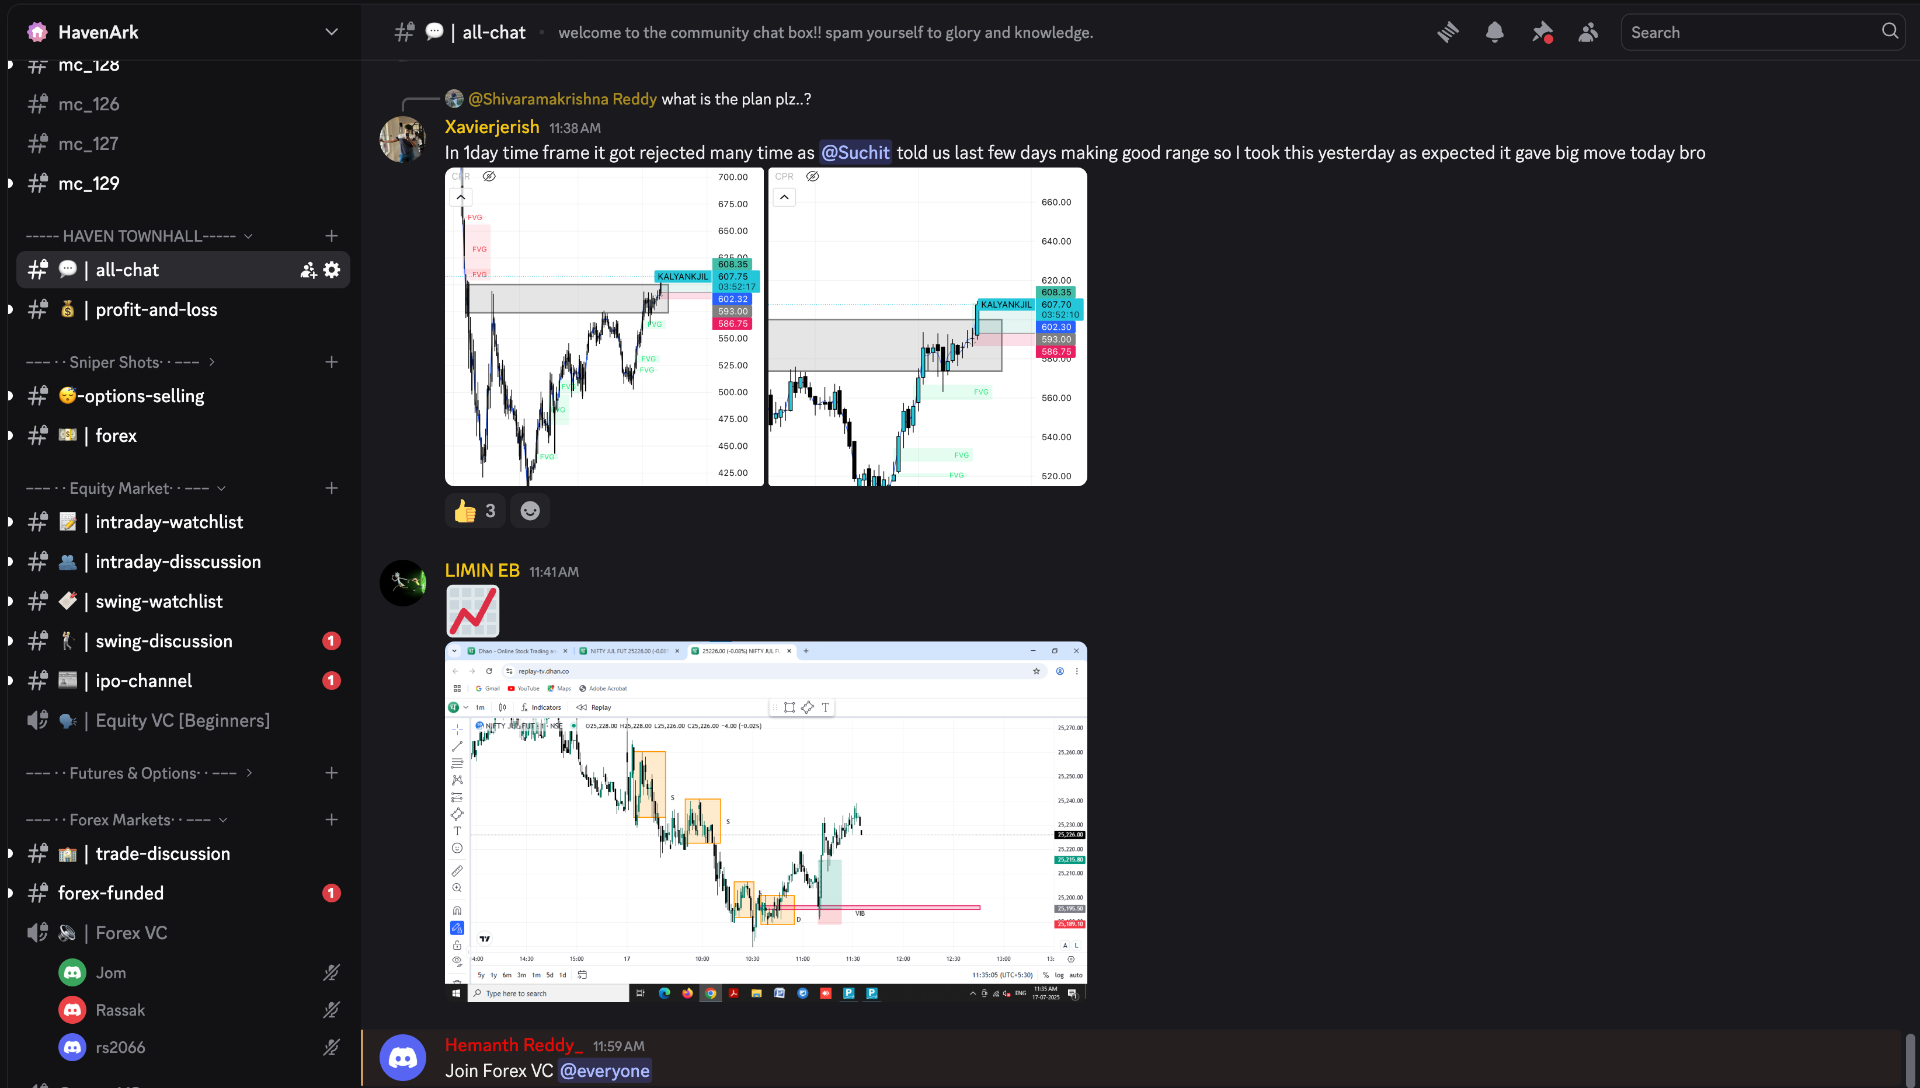 HavenArk
mc_128
mc_126
mc_127
mc_129
----- HAVEN TOWNHALL-----
| all-chat
| profit-and-loss
--- ·· Sniper Shots·· ---
-options-selling
| forex
--- ·· Equity Market·· ---
| intraday-watchlist
| intraday-disscussion
| swing-watchlist
| swing-discussion
1
| ipo-channel
1
| Equity VC [Beginners]
--- ·· Futures & Options·· ---
--- ·· Forex Markets·· ---
| trade-discussion
forex-funded
1
| Forex VC
Jom
Rassak
rs2066
| all-chat
welcome to the community chat box!! spam yourself to glory and knowledge.
Search
@Shivaramakrishna Reddy what is the plan plz..?
Xavierjerish 11:38 AM
In 1day time frame it got rejected many time as @Suchit told us last few days making good range so I took this yesterday as expected it gave big move today bro
CPR
FVG
FVG
FVG
FVG
FVG
FVG
FVG
700.00
675.00
650.00
608.35
KALYANKJIL 607.75
03:52:17
602.32
593.00
586.75
550.00
525.00
500.00
475.00
450.00
425.00
CPR
660.00
640.00
620.00
608.35
KALYANKJIL 607.70
03:52:10
602.30
593.00
586.75
580.00
560.00
540.00
520.00
FVG
FVG
FVG
3
LIMIN EB 11:41 AM
Dhan - Online Stock Trading
NIFTY JUL FUT 25226.00
25226.00 (-0.08%) NIFTY JUL
replay-tv.dhan.co
Gmail YouTube Maps Adobe Acrobat
1m Indicators Replay
NIFTY JUL FUT · 1 · NSE O25,228.00 H25,228.00 L25,226.00 C25,226.00 -4.00 (-0.02%)
25,270.00
25,260.00
25,250.00
25,240.00
25,230.00
25,226.00
25,220.00
25,215.80
25,210.00
25,200.00
25,195.50
25,189.10
S
S
D
VIB
A L
14:30 15:00 17 10:00 10:30 11:00 11:30 12:00 12:30 13:00
5y 1y 6m 3m 1m 5d 1d
11:35:05 (UTC+5:30) % log auto
Type here to search
ENG
11:35 AM
17-07-2025
Hemanth Reddy_ 11:59 AM
Join Forex VC @everyone